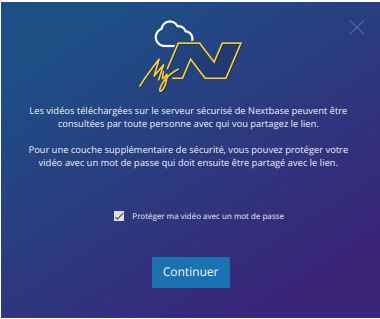 My N
Les vidéos téléchargées sur le serveur sécurisé de Nextbase peuvent être
consultées par toute personne avec qui vou partagez le lien.
Pour une couche supplémentaire de sécurité, vous pouvez protéger votre
vidéo avec un mot de passe qui doit ensuite être partagé avec le lien.
Protéger ma vidéo avec un mot de passe
Continuer